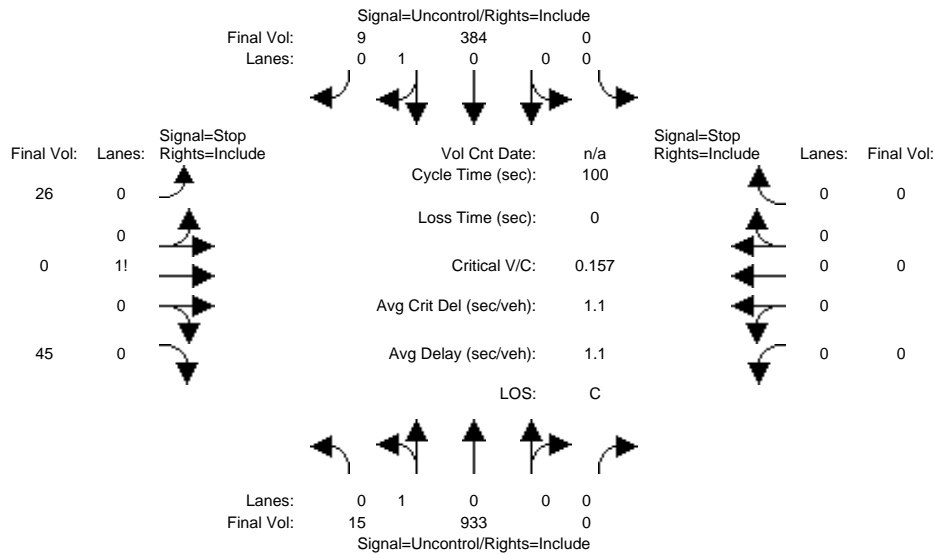 Signal=Uncontrol/Rights=Include
Final Vol: 9 384 0
Lanes: 0 1 0 0 0
Signal=Stop Signal=Stop
Final Vol: Lanes: Rights=Include Vol Cnt Date: n/a Rights=Include Lanes: Final Vol:
Cycle Time (sec): 100
26 0 0 0
Loss Time (sec): 0
0 0
0 1! Critical V/C: 0.157 0 0
0 Avg Crit Del (sec/veh): 1.1 0
45 0 Avg Delay (sec/veh): 1.1 0 0
LOS: C
Lanes: 0 1 0 0 0
Final Vol: 15 933 0
Signal=Uncontrol/Rights=Include